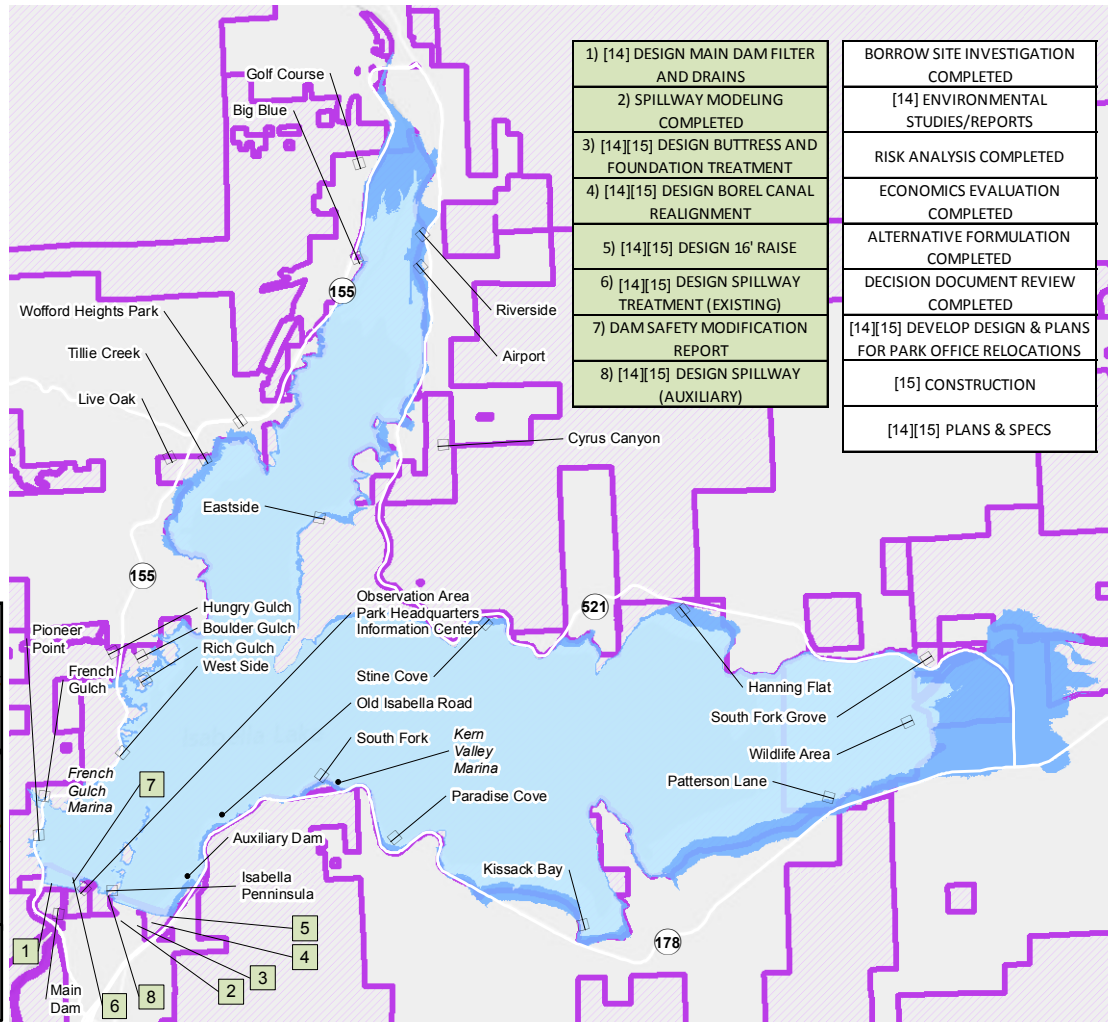 Golf Course
Big Blue
155
Wofford Heights Park
Tillie Creek
Live Oak
Riverside
Airport
Cyrus Canyon
Eastside
155
521
Pioneer
Point
Hungry Gulch
Boulder Gulch
Rich Gulch
West Side
French
Gulch
Observation Area
Park Headquarters
Information Center
Stine Cove
Old Isabella Road
Hanning Flat
South Fork Grove
Wildlife Area
Patterson Lane
South Fork
Kern
Valley
Marina
Paradise Cove
French
Gulch
Marina
7
Auxiliary Dam
Isabella
Penninsula
Kissack Bay
178
1
Main
Dam
6
8
2
3
4
5
1) [14] DESIGN MAIN DAM FILTER
AND DRAINS
2) SPILLWAY MODELING
COMPLETED
3) [14][15] DESIGN BUTTRESS AND
FOUNDATION TREATMENT
4) [14][15] DESIGN BOREL CANAL
REALIGNMENT
5) [14][15] DESIGN 16' RAISE
6) [14][15] DESIGN SPILLWAY
TREATMENT (EXISTING)
7) DAM SAFETY MODIFICATION
REPORT
8) [14][15] DESIGN SPILLWAY
(AUXILIARY)
BORROW SITE INVESTIGATION
COMPLETED
[14] ENVIRONMENTAL
STUDIES/REPORTS
RISK ANALYSIS COMPLETED
ECONOMICS EVALUATION
COMPLETED
ALTERNATIVE FORMULATION
COMPLETED
DECISION DOCUMENT REVIEW
COMPLETED
[14][15] DEVELOP DESIGN & PLANS
FOR PARK OFFICE RELOCATIONS
[15] CONSTRUCTION
[14][15] PLANS & SPECS